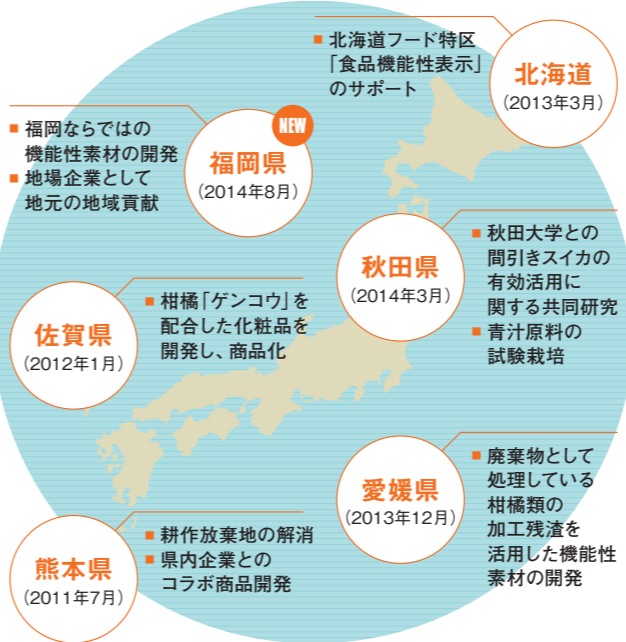 ■ 北海道フード特区
「食品機能性表示」
のサポート
北海道
（2013年3月）
NEW
■ 福岡ならではの
機能性素材の開発
■ 地場企業として
地元の地域貢献
福岡県
（2014年8月）
秋田県
（2014年3月）
■ 秋田大学との
間引きスイカの
有効活用に
関する共同研究
■ 青汁原料の
試験栽培
佐賀県
（2012年1月）
■ 柑橘「ゲンコウ」を
配合した化粧品を
開発し、商品化
愛媛県
（2013年12月）
■ 廃棄物として
処理している
柑橘類の
加工残渣を
活用した機能性
素材の開発
熊本県
（2011年7月）
■ 耕作放棄地の解消
■ 県内企業との
コラボ商品開発